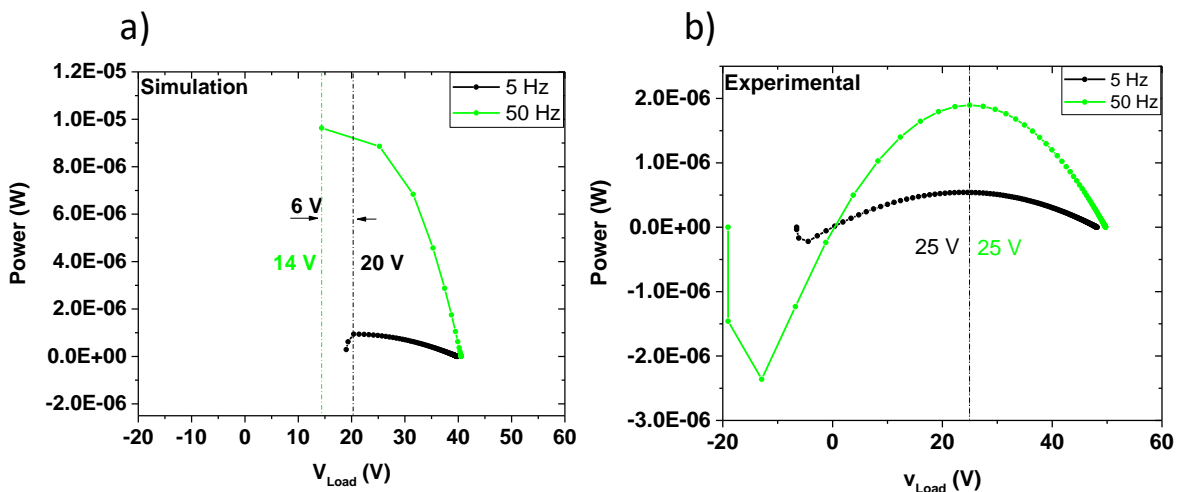 a)
Simulation
5 Hz
50 Hz
1.2E-05
1.0E-05
8.0E-06
6.0E-06
4.0E-06
2.0E-06
0.0E+00
-2.0E-06
Power (W)
6 V
14 V
20 V
-20 -10 0 10 20 30 40 50 60
V_Load (V)
b)
Experimental
5 Hz
50 Hz
2.0E-06
1.0E-06
0.0E+00
-1.0E-06
-2.0E-06
-3.0E-06
Power (W)
25 V 25 V
-20 0 20 40 60
v_Load (V)